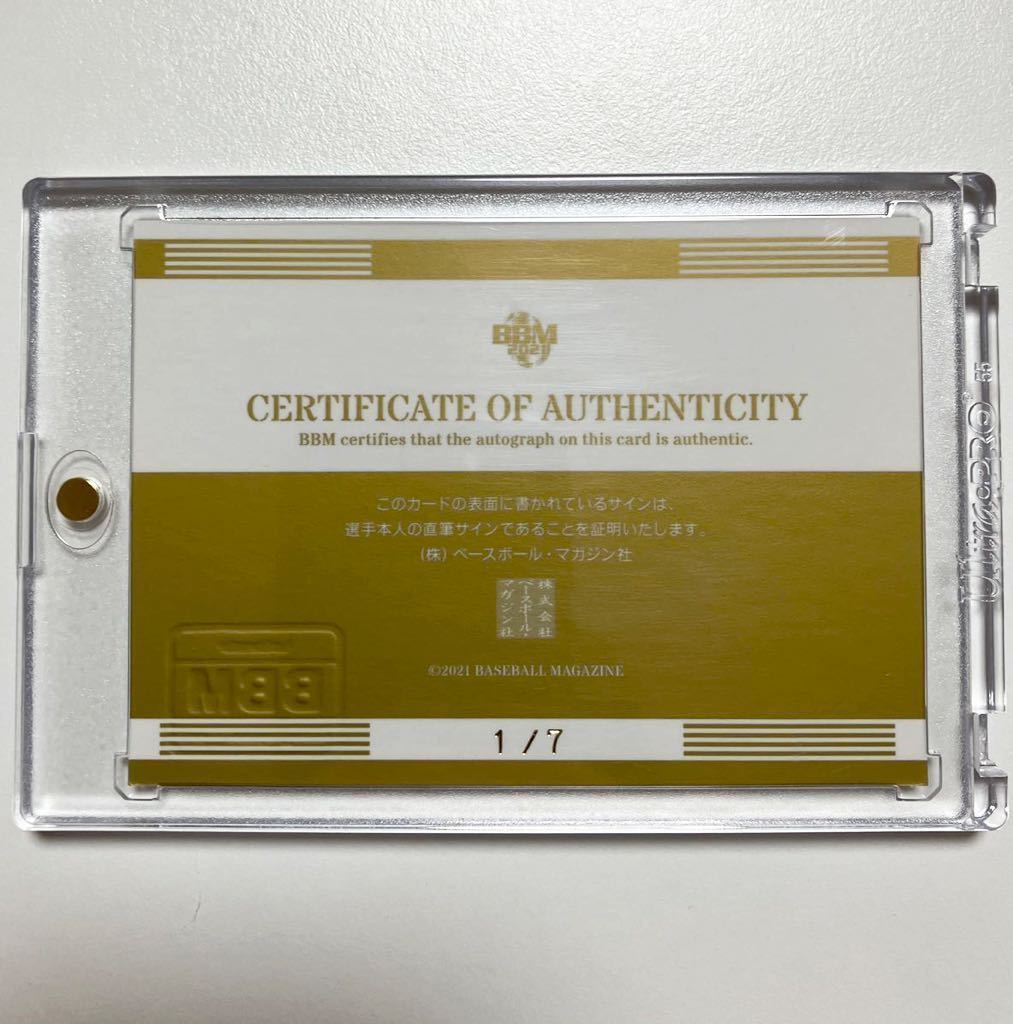 BBM
2021
CERTIFICATE OF AUTHENTICITY
BBM certifies that the autograph on this card is authentic.
このカードの表面に書かれているサインは、
選手本人の直筆サインであることを証明いたします。
(株) ベースボール・マガジン社
株式会社
ベースボール・
マガジン社
©2021 BASEBALL MAGAZINE
BBM
1/7
55
Ultra·PRO®